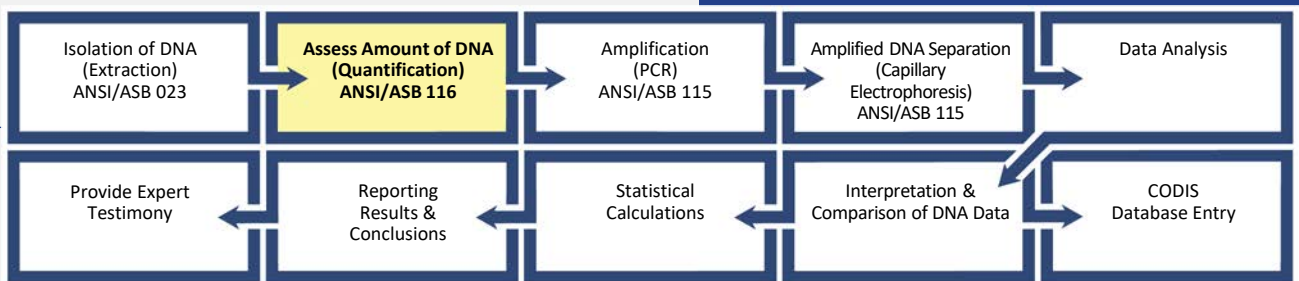 Isolation of DNA
(Extraction)
ANSI/ASB 023
Assess Amount of DNA
(Quantification)
ANSI/ASB 116
Amplification
(PCR)
ANSI/ASB 115
Amplified DNA Separation
(Capillary
Electrophoresis)
ANSI/ASB 115
Data Analysis
Provide Expert
Testimony
Reporting
Results &
Conclusions
Statistical
Calculations
Interpretation &
Comparison of DNA Data
CODIS
Database Entry